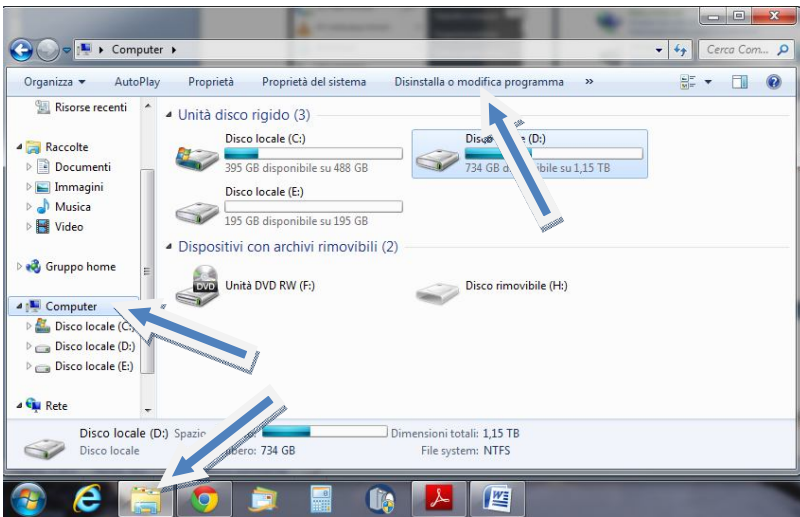 Computer
Cerca Com...
Organizza AutoPlay Proprietà Proprietà del sistema Disinstalla o modifica programma »
Risorse recenti
Raccolte
Documenti
Immagini
Musica
Video
Gruppo home
Computer
Disco locale (C:)
Disco locale (D:)
Disco locale (E:)
Rete
Unità disco rigido (3)
Disco locale (C:)
395 GB disponibile su 488 GB
(D:)
734 GB su 1,15 TB
Disco locale (E:)
195 GB disponibile su 195 GB
Dispositivi con archivi rimovibili (2)
DVD
Unità DVD RW (F:)
Disco rimovibile (H:)
Disco locale (D:) Dimensioni totali: 1,15 TB
Disco locale 734 GB File system: NTFS